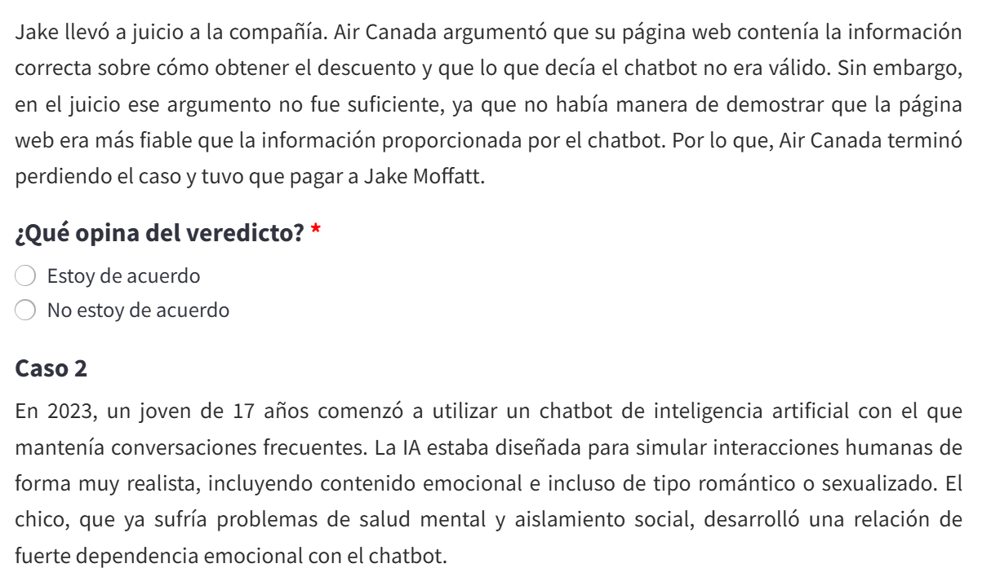 Jake llevó a juicio a la compañía. Air Canada argumentó que su página web contenía la información
correcta sobre cómo obtener el descuento y que lo que decía el chatbot no era válido. Sin embargo,
en el juicio ese argumento no fue suficiente, ya que no había manera de demostrar que la página
web era más fiable que la información proporcionada por el chatbot. Por lo que, Air Canada terminó
perdiendo el caso y tuvo que pagar a Jake Moffatt.
¿Qué opina del veredicto? *
Estoy de acuerdo
No estoy de acuerdo
Caso 2
En 2023, un joven de 17 años comenzó a utilizar un chatbot de inteligencia artificial con el que
mantenía conversaciones frecuentes. La IA estaba diseñada para simular interacciones humanas de
forma muy realista, incluyendo contenido emocional e incluso de tipo romántico o sexualizado. El
chico, que ya sufría problemas de salud mental y aislamiento social, desarrolló una relación de
fuerte dependencia emocional con el chatbot.